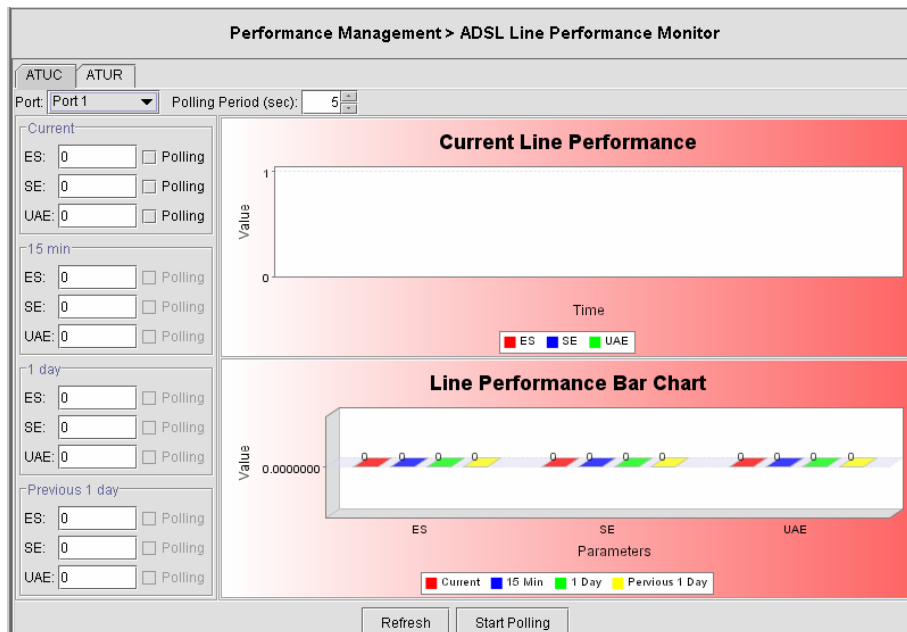 Performance Management > ADSL Line Performance Monitor
ATUC ATUR
Port: Port 1 Polling Period (sec): 5
Current
ES: 0 Polling
SE: 0 Polling
UAE: 0 Polling
15 min
ES: 0 Polling
SE: 0 Polling
UAE: 0 Polling
1 day
ES: 0 Polling
SE: 0 Polling
UAE: 0 Polling
Previous 1 day
ES: 0 Polling
SE: 0 Polling
UAE: 0 Polling
Current Line Performance
Value
1
0
Time
ES SE UAE
Line Performance Bar Chart
Value
0.0000000
0 0 0 0 0 0 0 0 0 0 0 0
ES SE UAE
Parameters
Current 15 Min 1 Day Pervious 1 Day
Refresh Start Polling